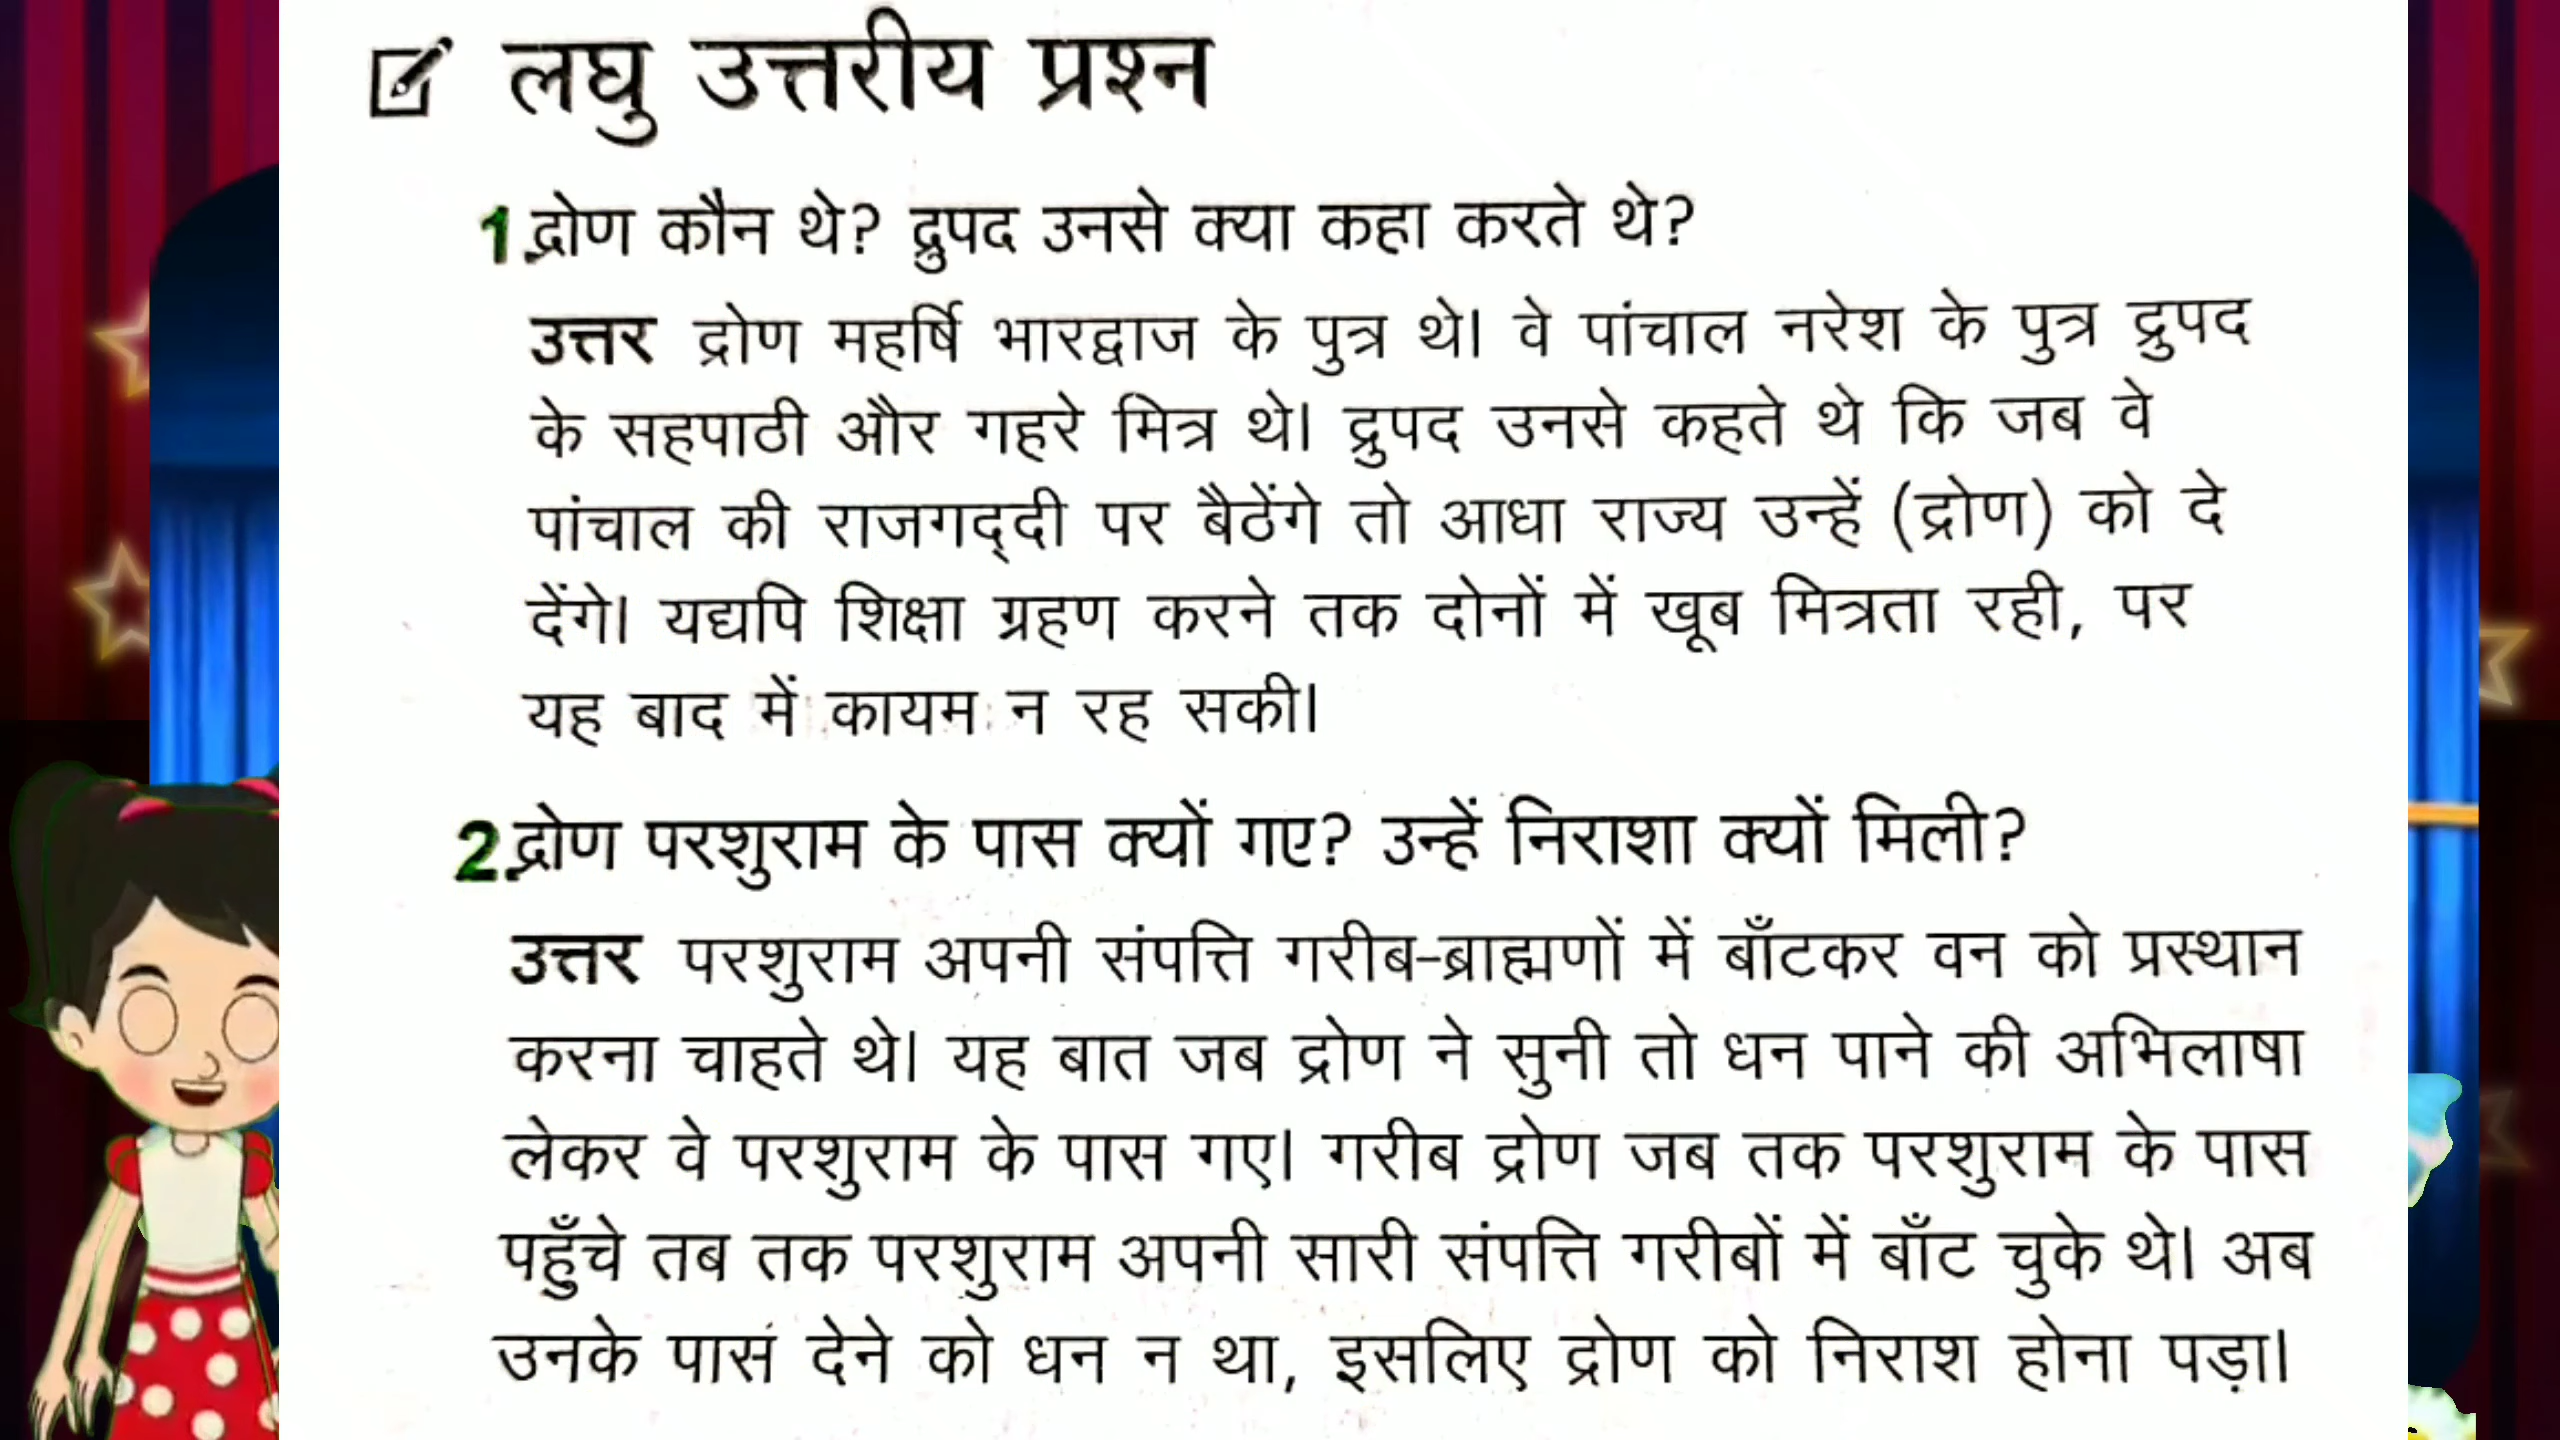 लघु उत्तरीय प्रश्न
1.द्रोण कौन थे? द्रुपद उनसे क्या कहा करते थे?
उत्तर द्रोण महर्षि भारद्वाज के पुत्र थे। वे पांचाल नरेश के पुत्र द्रुपद
के सहपाठी और गहरे मित्र थे। द्रुपद उनसे कहते थे कि जब वे
पांचाल की राजगद्‌दी पर बैठेंगे तो आधा राज्य उन्हें (द्रोण) को दे
देंगे। यद्यपि शिक्षा ग्रहण करने तक दोनों में खूब मित्रता रही, पर
यह बाद में कायम न रह सकी।
2.द्रोण परशुराम के पास क्यों गए? उन्हें निराशा क्यों मिली?
उत्तर परशुराम अपनी संपत्ति गरीब-ब्राह्मणों में बाँटकर वन को प्रस्थान
करना चाहते थे। यह बात जब द्रोण ने सुनी तो धन पाने की अभिलाषा
लेकर वे परशुराम के पास गए। गरीब द्रोण जब तक परशुराम के पास
पहुँचे तब तक परशुराम अपनी सारी संपत्ति गरीबों में बाँट चुके थे। अब
उनके पास देने को धन न था, इसलिए द्रोण को निराश होना पड़ा।